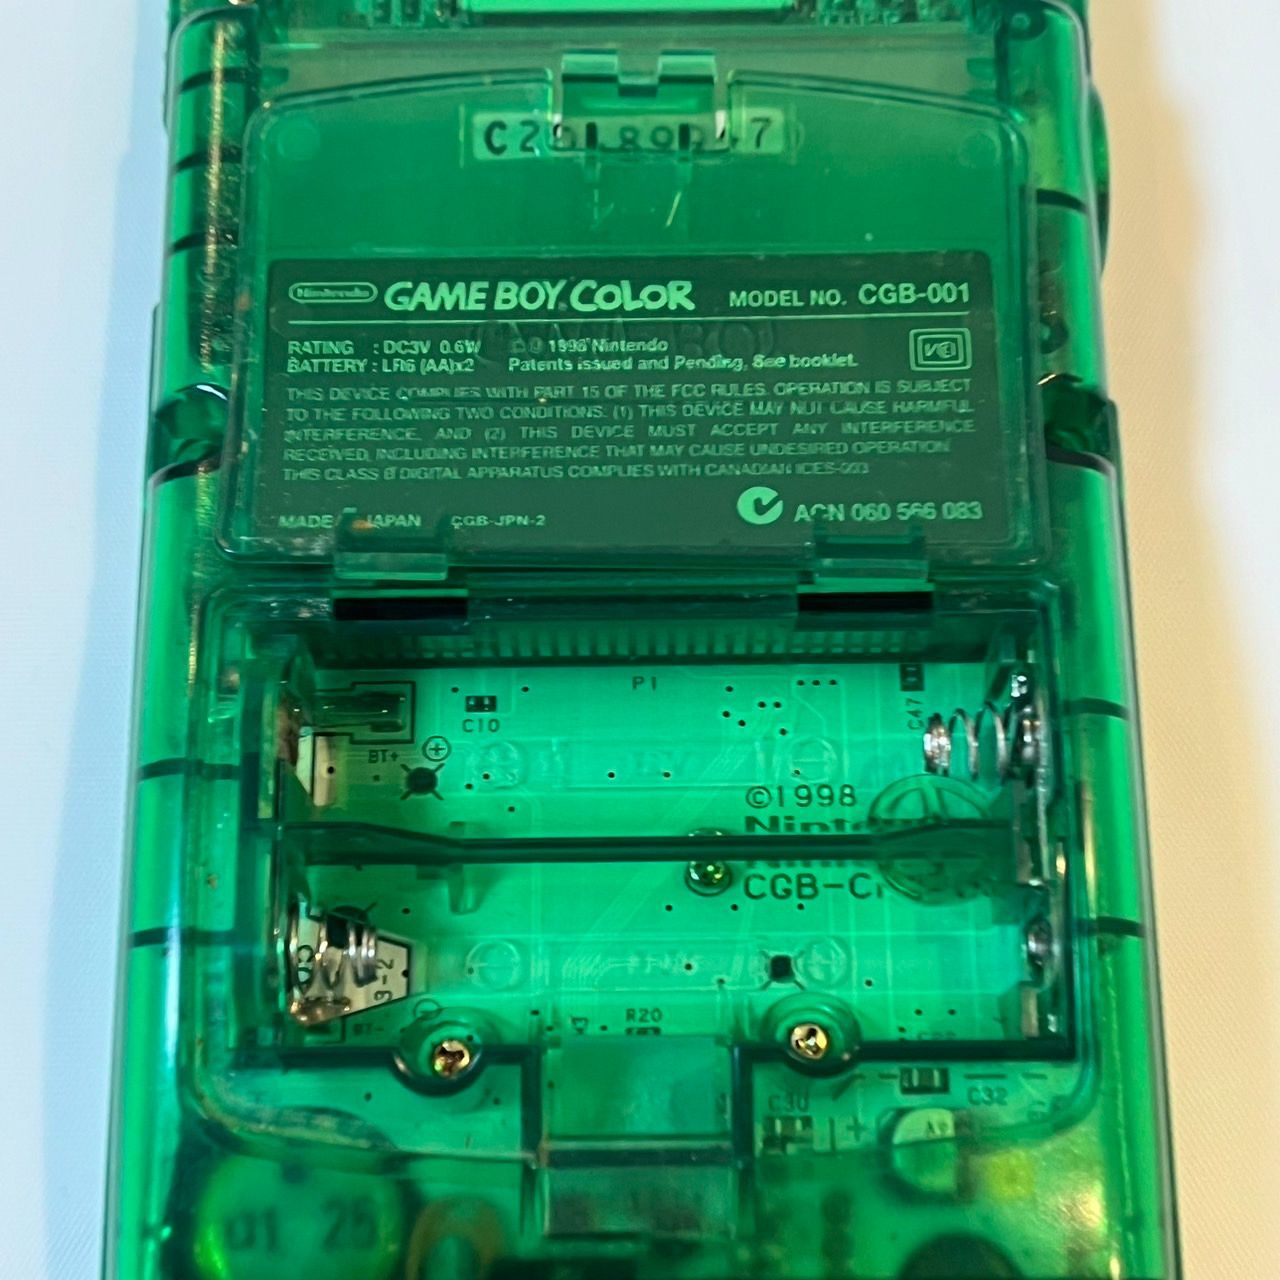 Nintendo GAME BOY COLOR MODEL NO. CGB-001
RATING : DC3V 0.6W 1998 Nintendo
BATTERY : LR6 (AA)x2 Patents issued and Pending, See booklet.
THIS DEVICE COMPLIES WITH PART 15 OF THE FCC RULES. OPERATION IS SUBJECT
TO THE FOLLOWING TWO CONDITIONS. (1) THIS DEVICE MAY NOT CAUSE HARMFUL
INTERFERENCE, AND (2) THIS DEVICE MUST ACCEPT ANY INTERFERENCE
RECEIVED, INCLUDING INTERFERENCE THAT MAY CAUSE UNDESIRED OPERATION.
THIS CLASS B DIGITAL APPARATUS COMPLIES WITH CANADIAN ICES-003
MADE JAPAN CGB-JPN-2 ACN 060 566 083
P1
C10
C47
BT+
©1998
BT-
R20
C32
C30